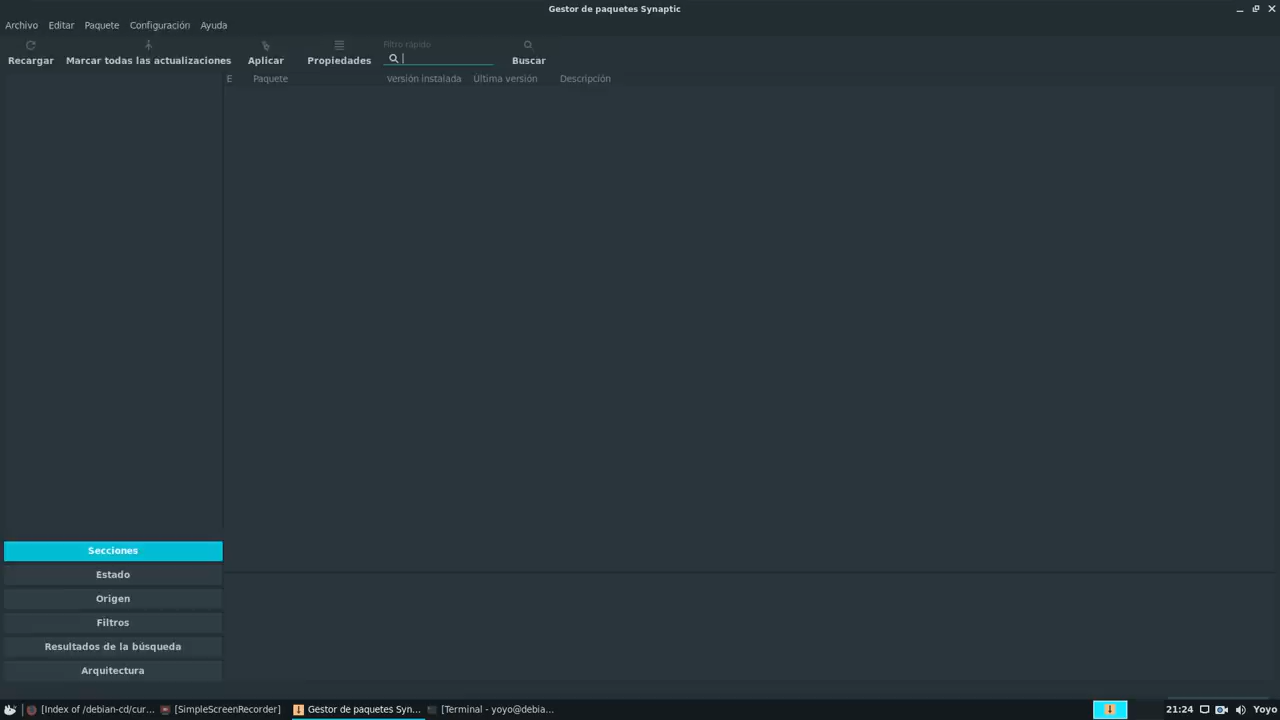 Gestor de paquetes Synaptic
Archivo Editar Paquete Configuración Ayuda
Filtro rápido
Recargar Marcar todas las actualizaciones Aplicar Propiedades Buscar
E Paquete Versión instalada Última versión Descripción
Secciones
Estado
Origen
Filtros
Resultados de la búsqueda
Arquitectura
[Index of /debian-cd/cur... [SimpleScreenRecorder] Gestor de paquetes Syn... [Terminal - yoyo@debia... 21:24 Yoyo